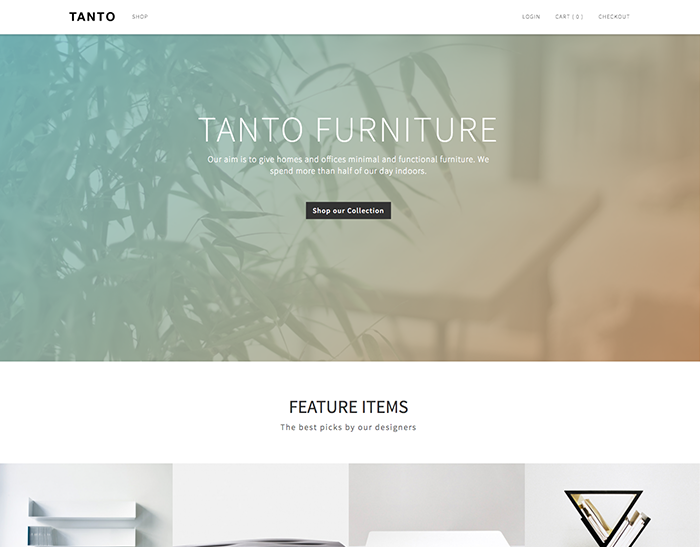 TANTO SHOP LOGIN CART ( 0 ) CHECKOUT
TANTO FURNITURE
Our aim is to give homes and offices minimal and functional furniture. We
spend more than half of our day indoors.
Shop our Collection
FEATURE ITEMS
The best picks by our designers